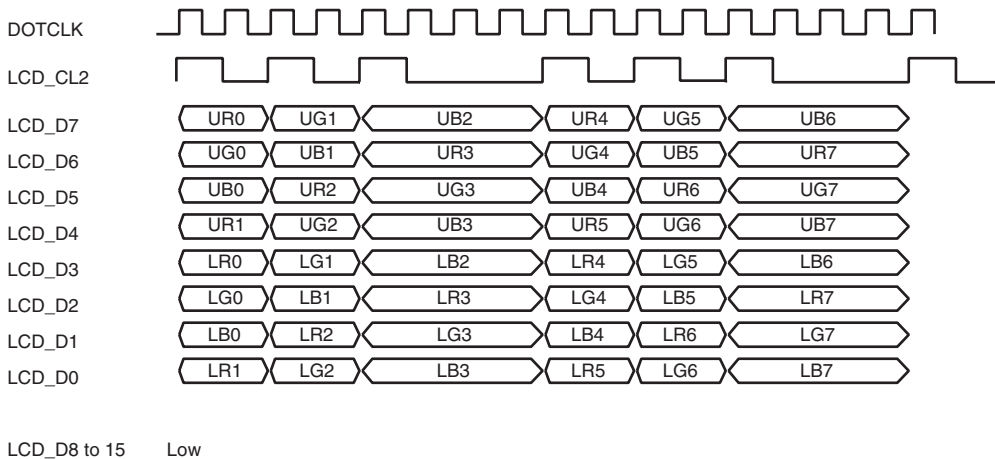 DOTCLK
LCD_CL2
LCD_D7 UR0 UG1 UB2 UR4 UG5 UB6
LCD_D6 UG0 UB1 UR3 UG4 UB5 UR7
LCD_D5 UB0 UR2 UG3 UB4 UR6 UG7
LCD_D4 UR1 UG2 UB3 UR5 UG6 UB7
LCD_D3 LR0 LG1 LB2 LR4 LG5 LB6
LCD_D2 LG0 LB1 LR3 LG4 LB5 LR7
LCD_D1 LB0 LR2 LG3 LB4 LR6 LG7
LCD_D0 LR1 LG2 LB3 LR5 LG6 LB7
LCD_D8 to 15 Low